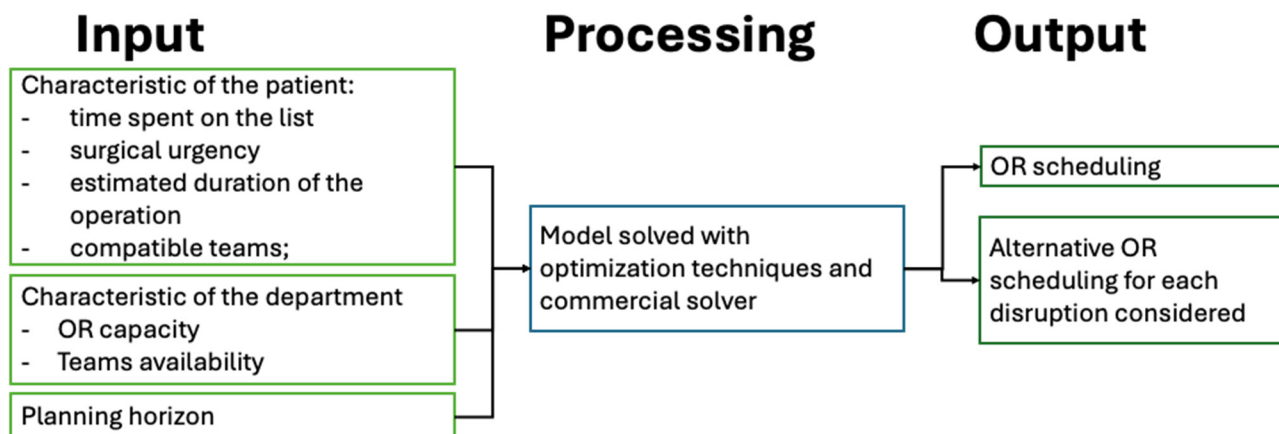 Input
Processing
Output
Characteristic of the patient:
- time spent on the list
- surgical urgency
- estimated duration of the
operation
- compatible teams;
Characteristic of the department
- OR capacity
- Teams availability
Planning horizon
Model solved with
optimization techniques and
commercial solver
OR scheduling
Alternative OR
scheduling for each
disruption considered